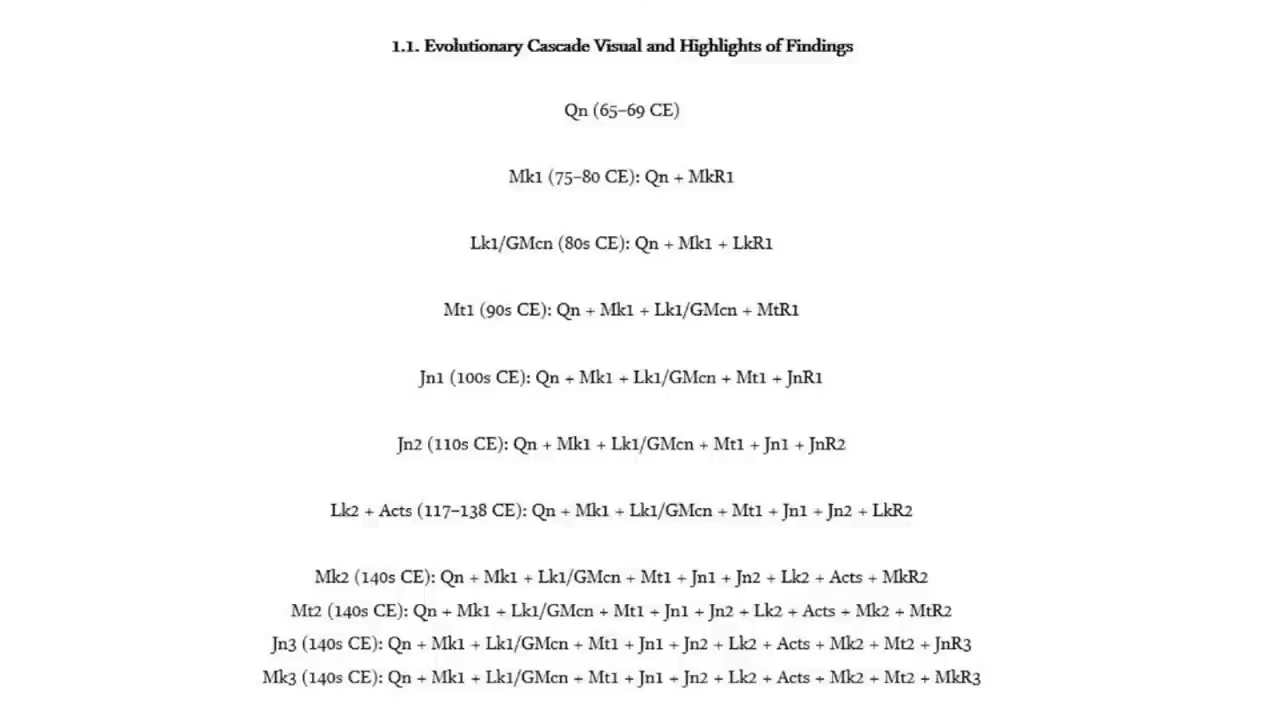 1.1. Evolutionary Cascade Visual and Highlights of Findings
Qn (65–69 CE)
Mk1 (75–80 CE): Qn + MkR1
Lk1/GMcn (80s CE): Qn + Mk1 + LkR1
Mt1 (90s CE): Qn + Mk1 + Lk1/GMcn + MtR1
Jn1 (100s CE): Qn + Mk1 + Lk1/GMcn + Mt1 + JnR1
Jn2 (110s CE): Qn + Mk1 + Lk1/GMcn + Mt1 + Jn1 + JnR2
Lk2 + Acts (117–138 CE): Qn + Mk1 + Lk1/GMcn + Mt1 + Jn1 + Jn2 + LkR2
Mk2 (140s CE): Qn + Mk1 + Lk1/GMcn + Mt1 + Jn1 + Jn2 + Lk2 + Acts + MkR2
Mt2 (140s CE): Qn + Mk1 + Lk1/GMcn + Mt1 + Jn1 + Jn2 + Lk2 + Acts + Mk2 + MtR2
Jn3 (140s CE): Qn + Mk1 + Lk1/GMcn + Mt1 + Jn1 + Jn2 + Lk2 + Acts + Mk2 + Mt2 + JnR3
Mk3 (140s CE): Qn + Mk1 + Lk1/GMcn + Mt1 + Jn1 + Jn2 + Lk2 + Acts + Mk2 + Mt2 + MkR3